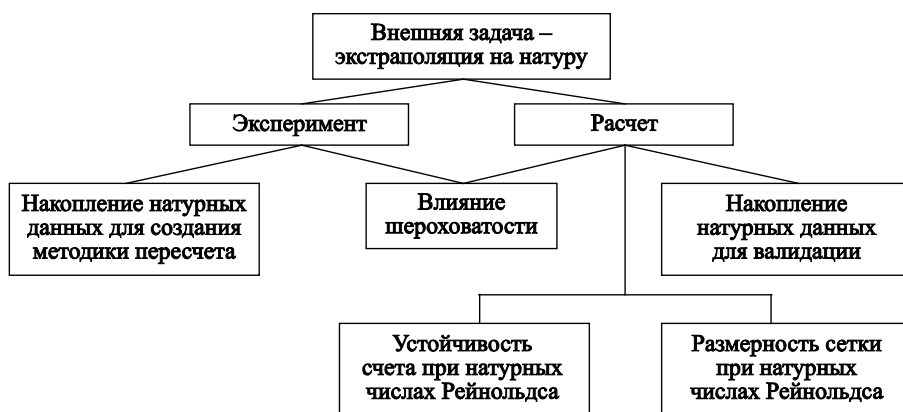 Внешняя задача –
экстраполяция на натуру
Эксперимент
Расчет
Накопление натурных
данных для создания
методики пересчета
Влияние
шероховатости
Накопление
натурных данных
для валидации
Устойчивость
счета при натурных
числах Рейнольдса
Размерность сетки
при натурных
числах Рейнольдса